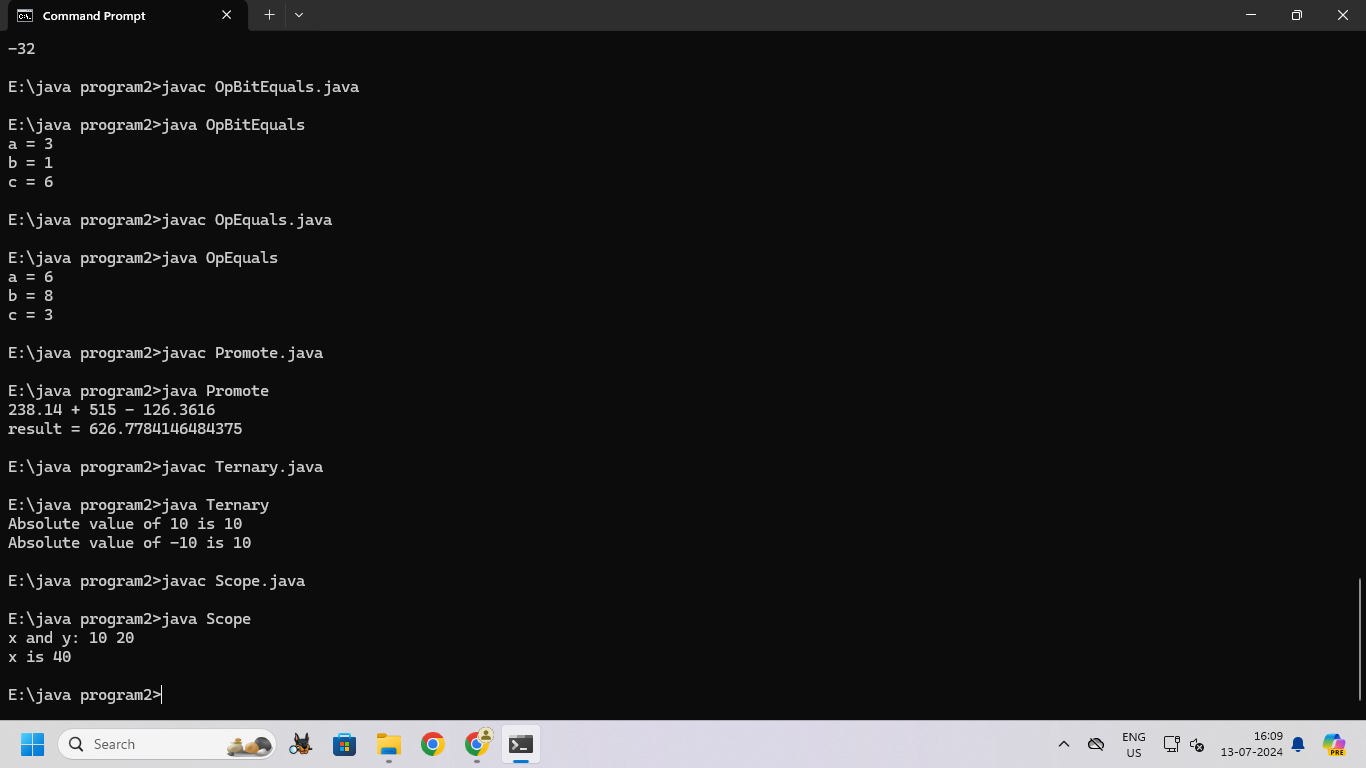 Command Prompt
-32
E:\java program2>javac OpBitEquals.java
E:\java program2>java OpBitEquals
a = 3
b = 1
c = 6
E:\java program2>javac OpEquals.java
E:\java program2>java OpEquals
a = 6
b = 8
c = 3
E:\java program2>javac Promote.java
E:\java program2>java Promote
238.14 + 515 - 126.3616
result = 626.7784146484375
E:\java program2>javac Ternary.java
E:\java program2>java Ternary
Absolute value of 10 is 10
Absolute value of -10 is 10
E:\java program2>javac Scope.java
E:\java program2>java Scope
x and y: 10 20
x is 40
E:\java program2>
Search
ENG
US
16:09
13-07-2024
PRE